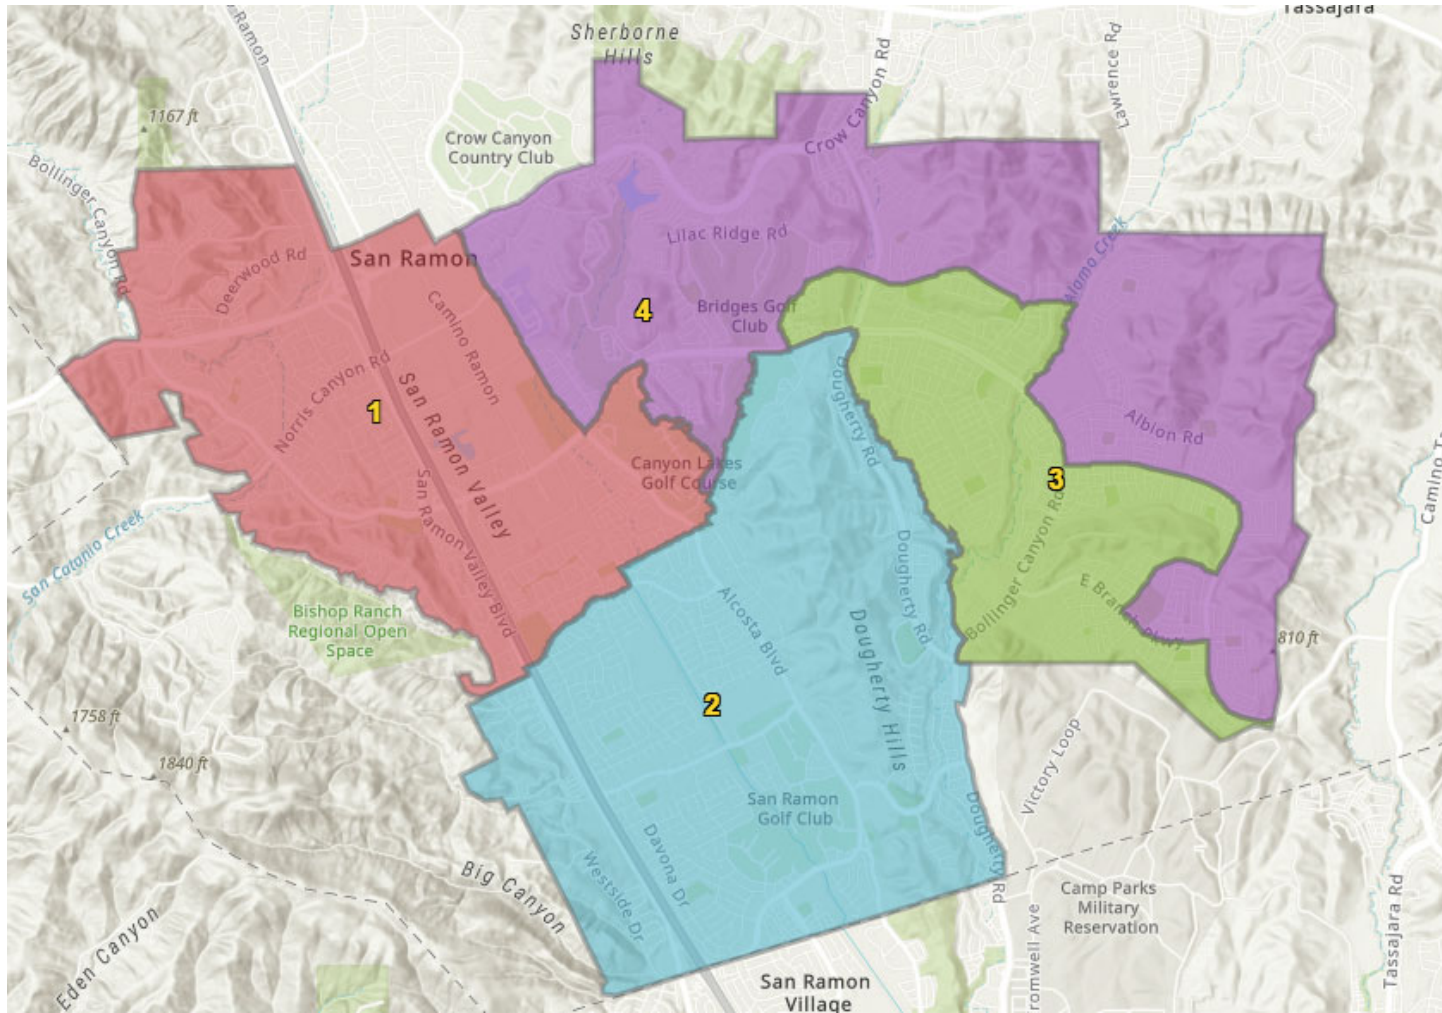 Tassajara
Ramon
Sherborne
Hills
Lawrence Rd
1167 ft
Crow Canyon
Country Club
Crow Canyon Rd
Bollinger Canyon Rd
Lilac Ridge Rd
Deerwood Rd
San Ramon
Alamo Creek
4
Bridges Golf
Club
Camino Ramon
Norris Canyon Rd
1
San Ramon Valley
Dougherty Rd
Albion Rd
Canyon Lakes
Golf Course
3
San Ramon Valley Blvd
San Catanio Creek
Bollinger Canyon Rd
Dougherty Rd
E Branch Pkwy
Bishop Ranch
Regional Open
Space
Alcosta Blvd
Dougherty Hills
810 ft
2
1758 ft
1840 ft
Victory Loop
San Ramon
Golf Club
Dougherty Rd
Davona Dr
Westside Dr
Big Canyon
Eden Canyon
Camp Parks
Military
Reservation
romwell Ave
Tassajara Rd
Camino Ta
San Ramon
Village